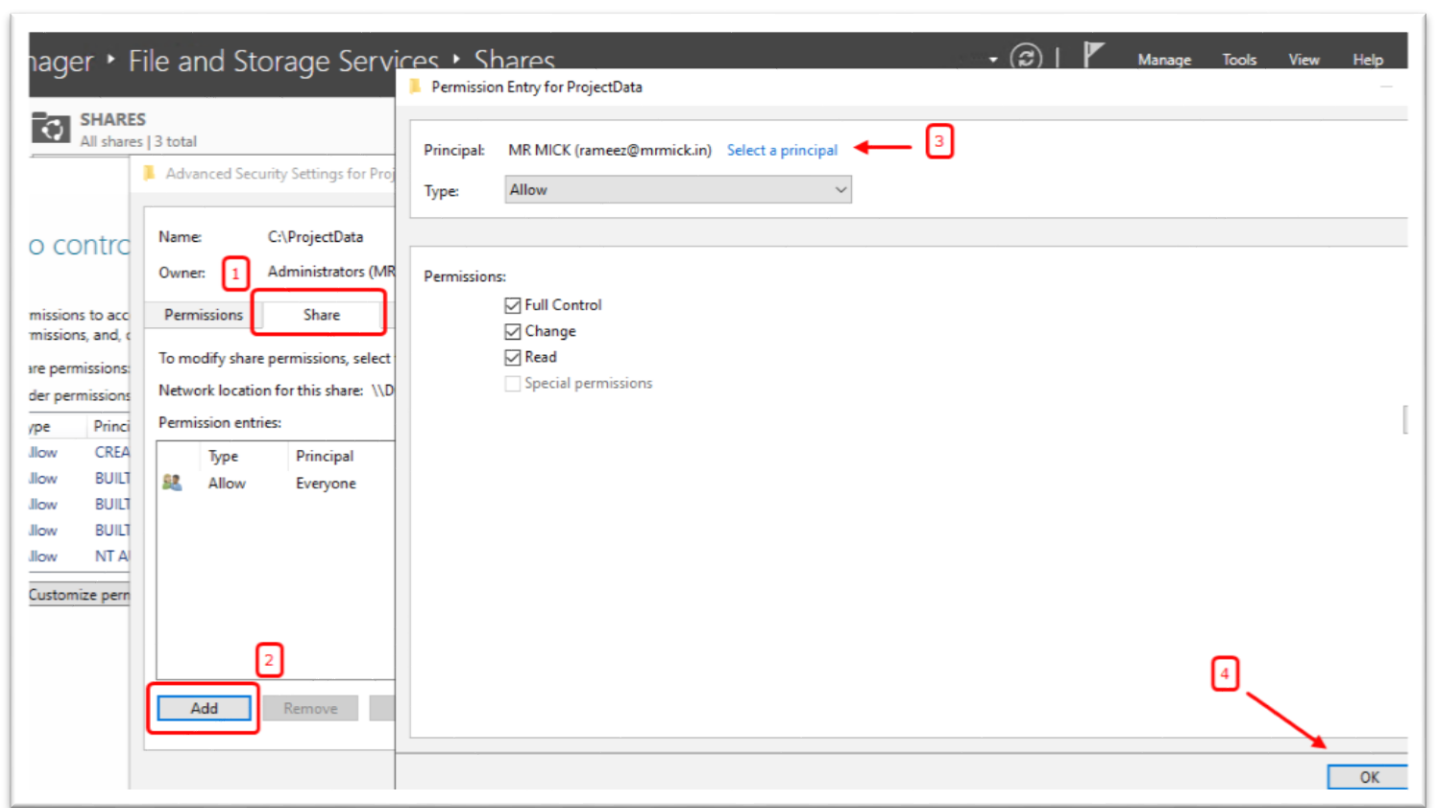 nager ‣ File and Storage Services ‣ Shares
Manage Tools View Help
SHARES
All shares | 3 total
Permission Entry for ProjectData
Principal: MR MICK (rameez@mrmick.in) Select a principal
3
Type: Allow
Advanced Security Settings for Proj
Name: C:\ProjectData
Owner: 1 Administrators (MR
Permissions Share
To modify share permissions, select
Network location for this share: \\D
Permission entries:
Type Principal
Allow Everyone
2
Add Remove
o contro
missions to acc
missions, and, c
are permissions:
der permissions
ype Princi
llow CREA
llow BUILT
llow BUILT
llow BUILT
llow NT A
Customize perm
Permissions:
Full Control
Change
Read
Special permissions
4
OK